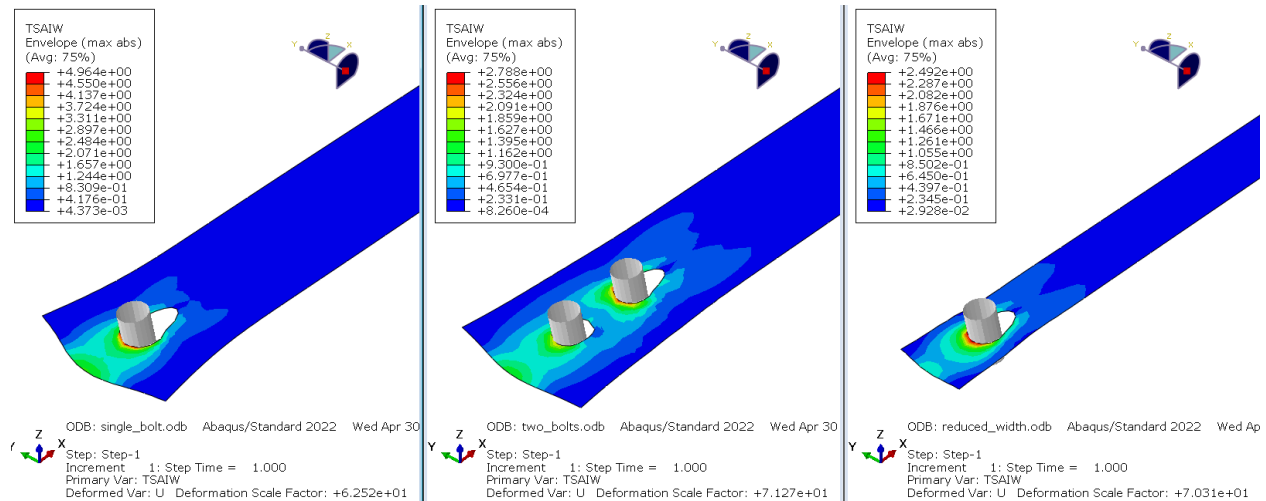 TSAIW
Envelope (max abs)
(Avg: 75%)
+4.964e+00
+4.550e+00
+4.137e+00
+3.724e+00
+3.311e+00
+2.897e+00
+2.484e+00
+2.071e+00
+1.657e+00
+1.244e+00
+8.309e-01
+4.176e-01
+4.373e-03
Y Z X
ODB: single_bolt.odb Abaqus/Standard 2022 Wed Apr 30
Z
Y X
Step: Step-1
Increment 1: Step Time = 1.000
Primary Var: TSAIW
Deformed Var: U Deformation Scale Factor: +6.252e+01
TSAIW
Envelope (max abs)
(Avg: 75%)
+2.788e+00
+2.556e+00
+2.324e+00
+2.091e+00
+1.859e+00
+1.627e+00
+1.395e+00
+1.162e+00
+9.300e-01
+6.977e-01
+4.654e-01
+2.331e-01
+8.260e-04
Y Z X
ODB: two_bolts.odb Abaqus/Standard 2022 Wed Apr 30
Z
Y X
Step: Step-1
Increment 1: Step Time = 1.000
Primary Var: TSAIW
Deformed Var: U Deformation Scale Factor: +7.127e+01
TSAIW
Envelope (max abs)
(Avg: 75%)
+2.492e+00
+2.287e+00
+2.082e+00
+1.876e+00
+1.671e+00
+1.466e+00
+1.261e+00
+1.055e+00
+8.502e-01
+6.450e-01
+4.397e-01
+2.345e-01
+2.928e-02
Y Z X
ODB: reduced_width.odb Abaqus/Standard 2022 Wed Ap
Z
Y X
Step: Step-1
Increment 1: Step Time = 1.000
Primary Var: TSAIW
Deformed Var: U Deformation Scale Factor: +7.031e+01